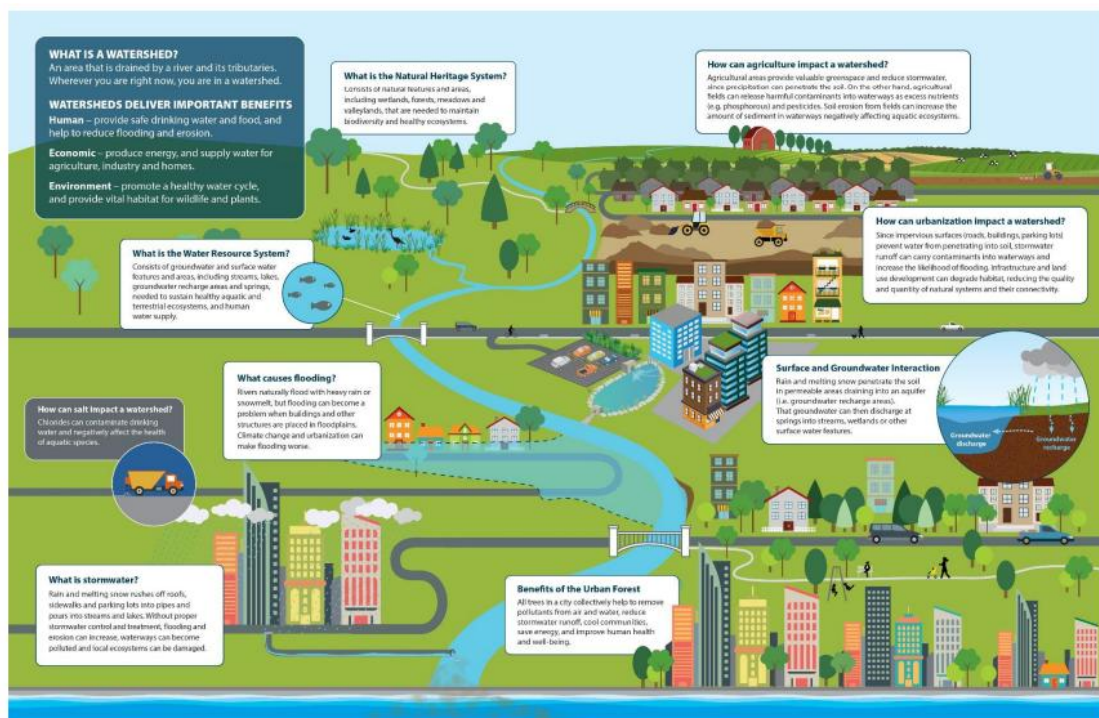 WHAT IS A WATERSHED?
An area that is drained by a river and its tributaries.
Wherever you are right now, you are in a watershed.
WATERSHEDS DELIVER IMPORTANT BENEFITS
Human – provide safe drinking water and food, and
help to reduce flooding and erosion.
Economic – produce energy, and supply water for
agriculture, industry and homes.
Environment – promote a healthy water cycle,
and provide vital habitat for wildlife and plants.
What is the Natural Heritage System?
Consists of natural features and areas,
including wetlands, forests, meadows and
valleylands, that are needed to maintain
biodiversity and healthy ecosystems.
How can agriculture impact a watershed?
Agricultural areas provide valuable greenspace and reduce stormwater,
since precipitation can penetrate the soil. On the other hand, agricultural
fields can release harmful contaminants into waterways as excess nutrients
(e.g. phosphorous) and pesticides. Soil erosion from fields can increase the
amount of sediment in waterways negatively affecting aquatic ecosystems.
How can urbanization impact a watershed?
Since impervious surfaces (roads, buildings, parking lots)
prevent water from penetrating into soil, stormwater
runoff can carry contaminants into waterways and
increase the likelihood of flooding. Infrastructure and land
use development can degrade habitat, reducing the quality
and quantity of natural systems and their connectivity.
What is the Water Resource System?
Consists of groundwater and surface water
features and areas, including streams, lakes,
groundwater recharge areas and springs,
needed to sustain healthy aquatic and
terrestrial ecosystems, and human
water supply.
What causes flooding?
Rivers naturally flood with heavy rain or
snowmelt, but flooding can become a
problem when buildings and other
structures are placed in floodplains.
Climate change and urbanization can
make flooding worse.
Surface and Groundwater Interaction
Rain and melting snow penetrate the soil
in permeable areas draining into an aquifer
(i.e. groundwater recharge areas).
That groundwater can then discharge at
springs into streams, wetlands or other
surface water features.
Groundwater
discharge
Groundwater
recharge
How can salt impact a watershed?
Chlorides can contaminate drinking
water and negatively affect the health
of aquatic species.
What is stormwater?
Rain and melting snow rushes off roofs,
sidewalks and parking lots into pipes and
pours into streams and lakes. Without proper
stormwater control and treatment, flooding and
erosion can increase, waterways can become
polluted and local ecosystems can be damaged.
Benefits of the Urban Forest
All trees in a city collectively help to remove
pollutants from air and water, reduce
stormwater runoff, cool communities,
save energy, and improve human health
and well-being.